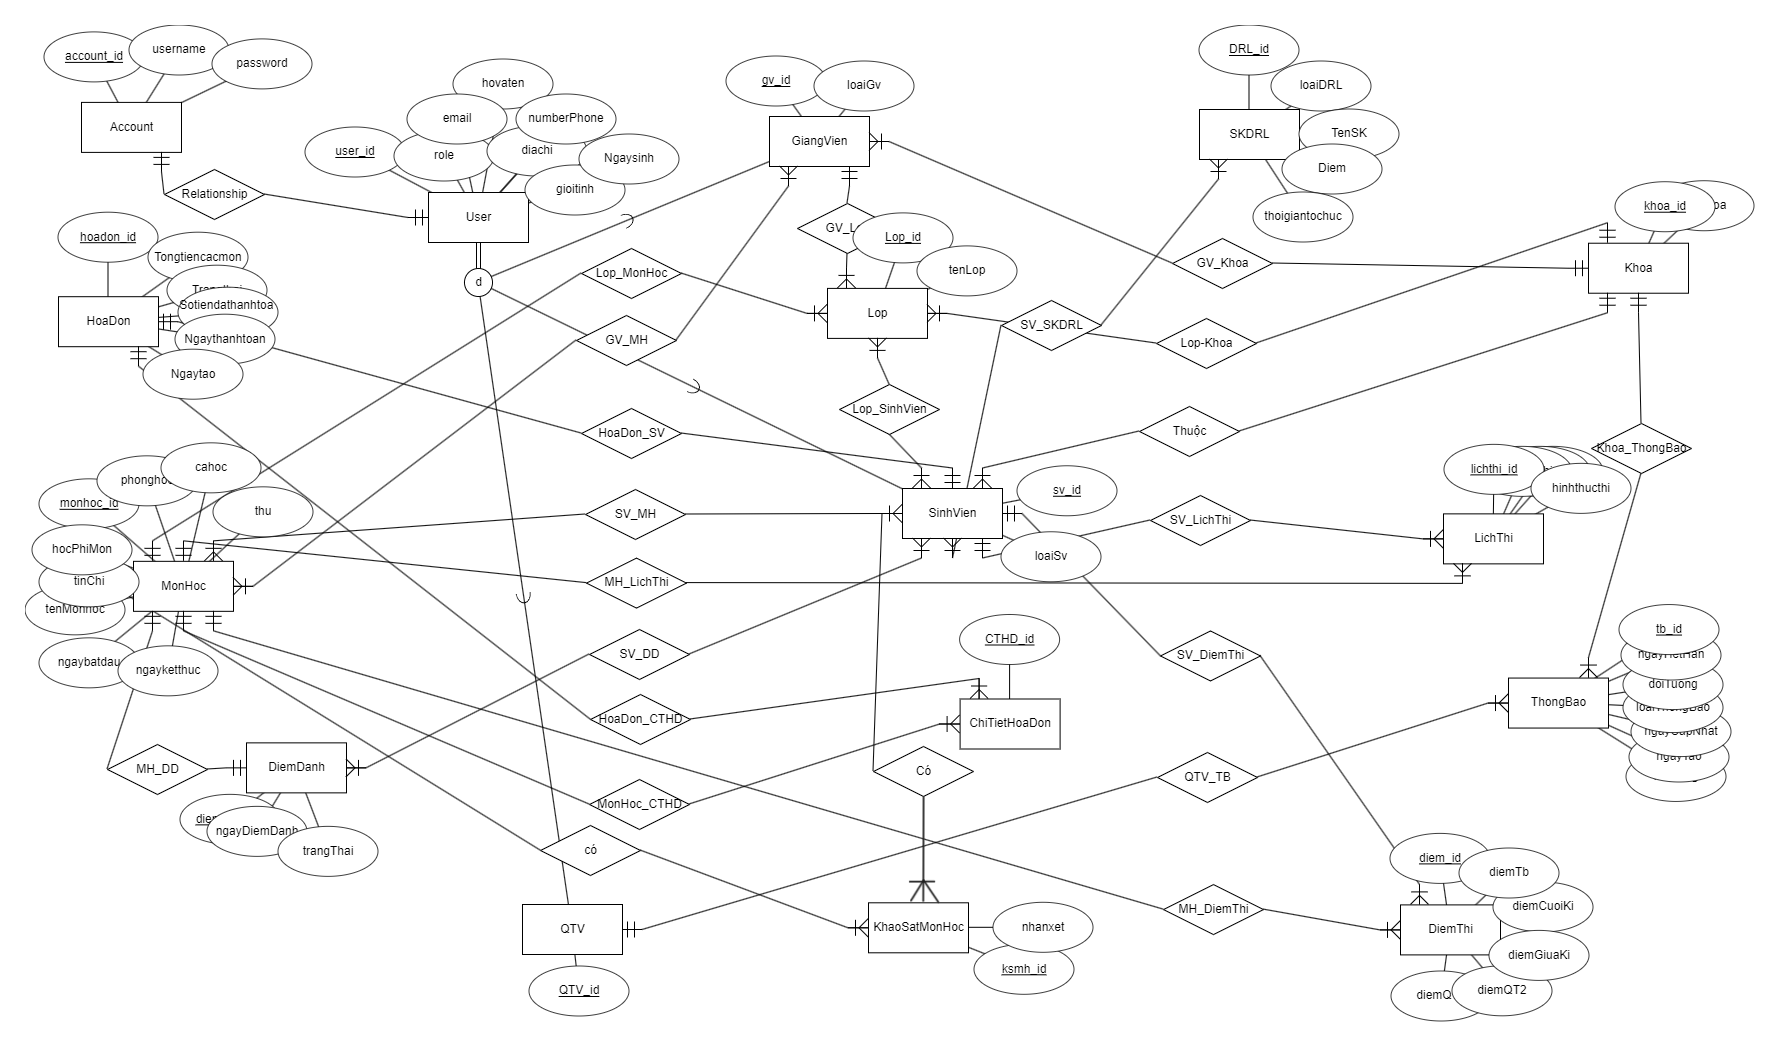 account_id
username
password
Account
hovaten
email
numberPhone
user_id
role
diachi
Ngaysinh
gioitinh
User
Relationship
gv_id
loaiGv
GiangVien
DRL_id
loaiDRL
SKDRL
TenSK
Diem
thoigiantochuc
khoa_id
Khoa
hoadon_id
Tongtiencacmon
Sotiendathanhtoa
HoaDon
Ngaythanhtoan
Ngaytao
d
Lop_MonHoc
Lop_id
tenLop
Lop
GV_Khoa
GV_MH
SV_SKDRL
Lop-Khoa
Lop_SinhVien
HoaDon_SV
Thuộc
Khoa_ThongBao
cahoc
monhoc_id
thu
hocPhiMon
tinChi
MonHoc
tenMonhoc
ngaybatdau
ngayketthuc
SV_MH
SinhVien
sv_id
loaiSv
SV_LichThi
lichthi_id
hinhthucthi
LichThi
MH_LichThi
SV_DD
CTHD_id
SV_DiemThi
tb_id
ngayHetHan
doiTuong
loaiThongBao
ThongBao
ngayCapNhat
ngayTao
HoaDon_CTHD
ChiTietHoaDon
MH_DD
DiemDanh
ngayDiemDanh
trangThai
Có
QTV_TB
MonHoc_CTHD
có
QTV
QTV_id
KhaoSatMonHoc
nhanxet
ksmh_id
MH_DiemThi
diem_id
diemTb
diemCuoiKi
DiemThi
diemGiuaKi
diemQT2